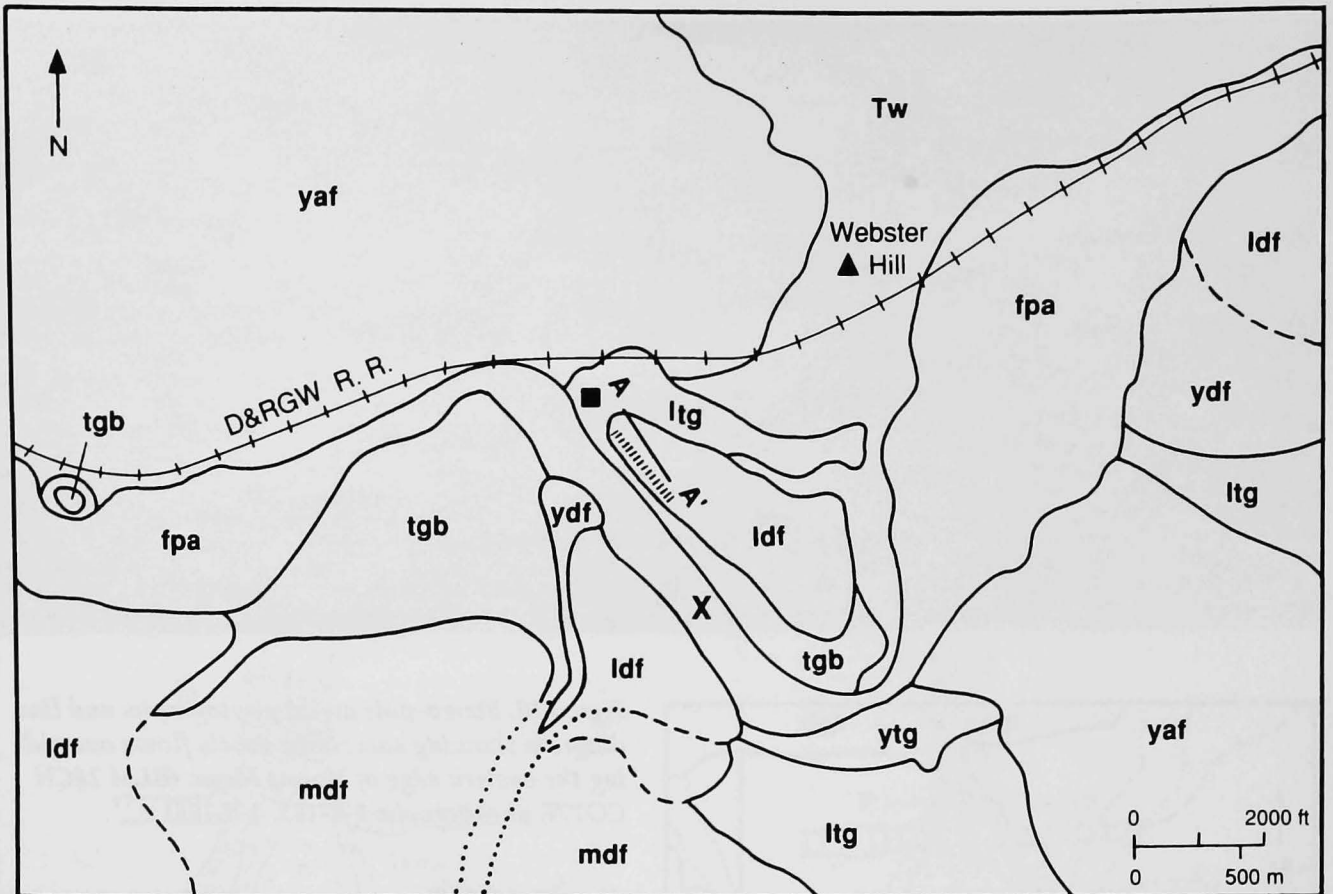 Tw
N
yaf
Webster
Hill
ldf
fpa
D&RGW R. R.
tgb
A
ltg
ydf
A'
ltg
tgb
ydf
ldf
fpa
X
ldf
tgb
ldf
ytg
yaf
mdf
ltg
mdf
0 2000 ft
0 500 m